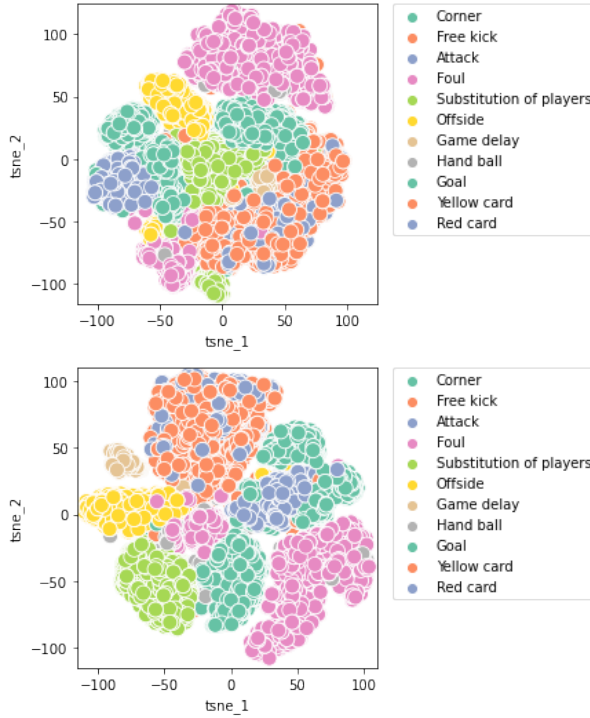 100
50
0
−50
−100
tsne_2
−100
−50
0
50
100
tsne_1
Corner
Free kick
Attack
Foul
Substitution of players
Offside
Game delay
Hand ball
Goal
Yellow card
Red card
100
50
0
−50
−100
tsne_2
−100
−50
0
50
100
tsne_1
Corner
Free kick
Attack
Foul
Substitution of players
Offside
Game delay
Hand ball
Goal
Yellow card
Red card